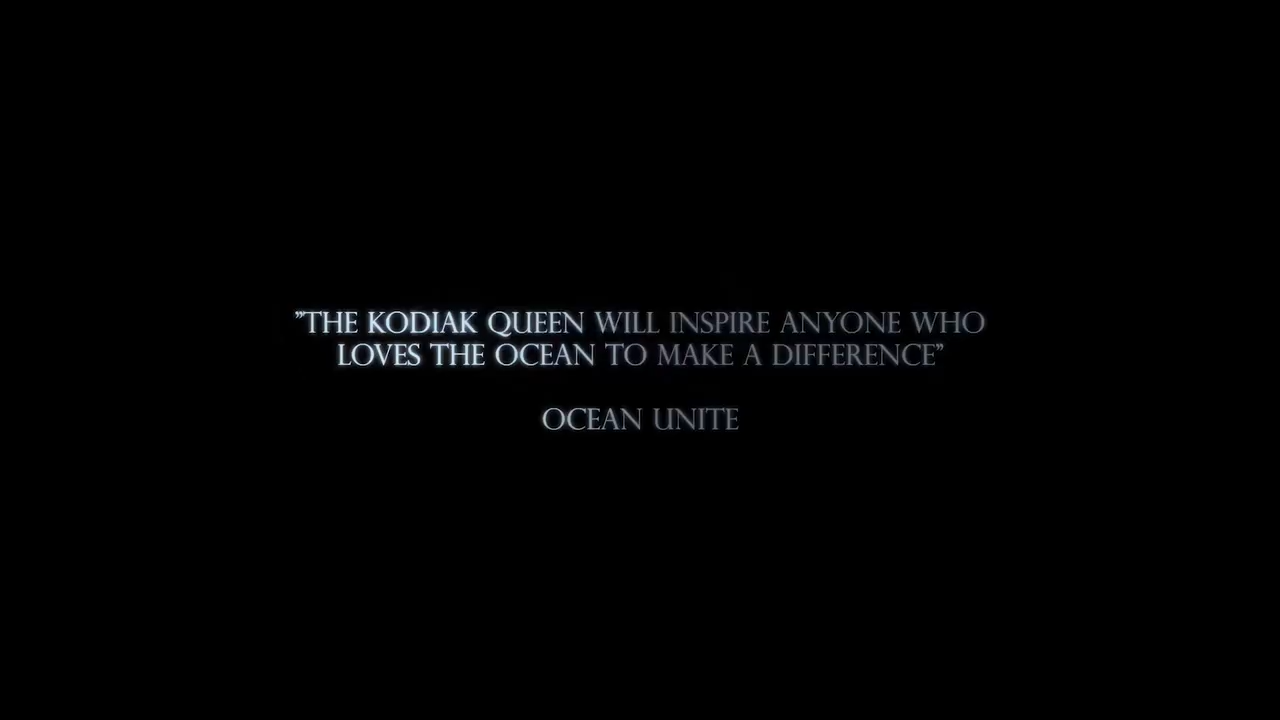 "THE KODIAK QUEEN WILL INSPIRE ANYONE WHO
LOVES THE OCEAN TO MAKE A DIFFERENCE"
OCEAN UNITE